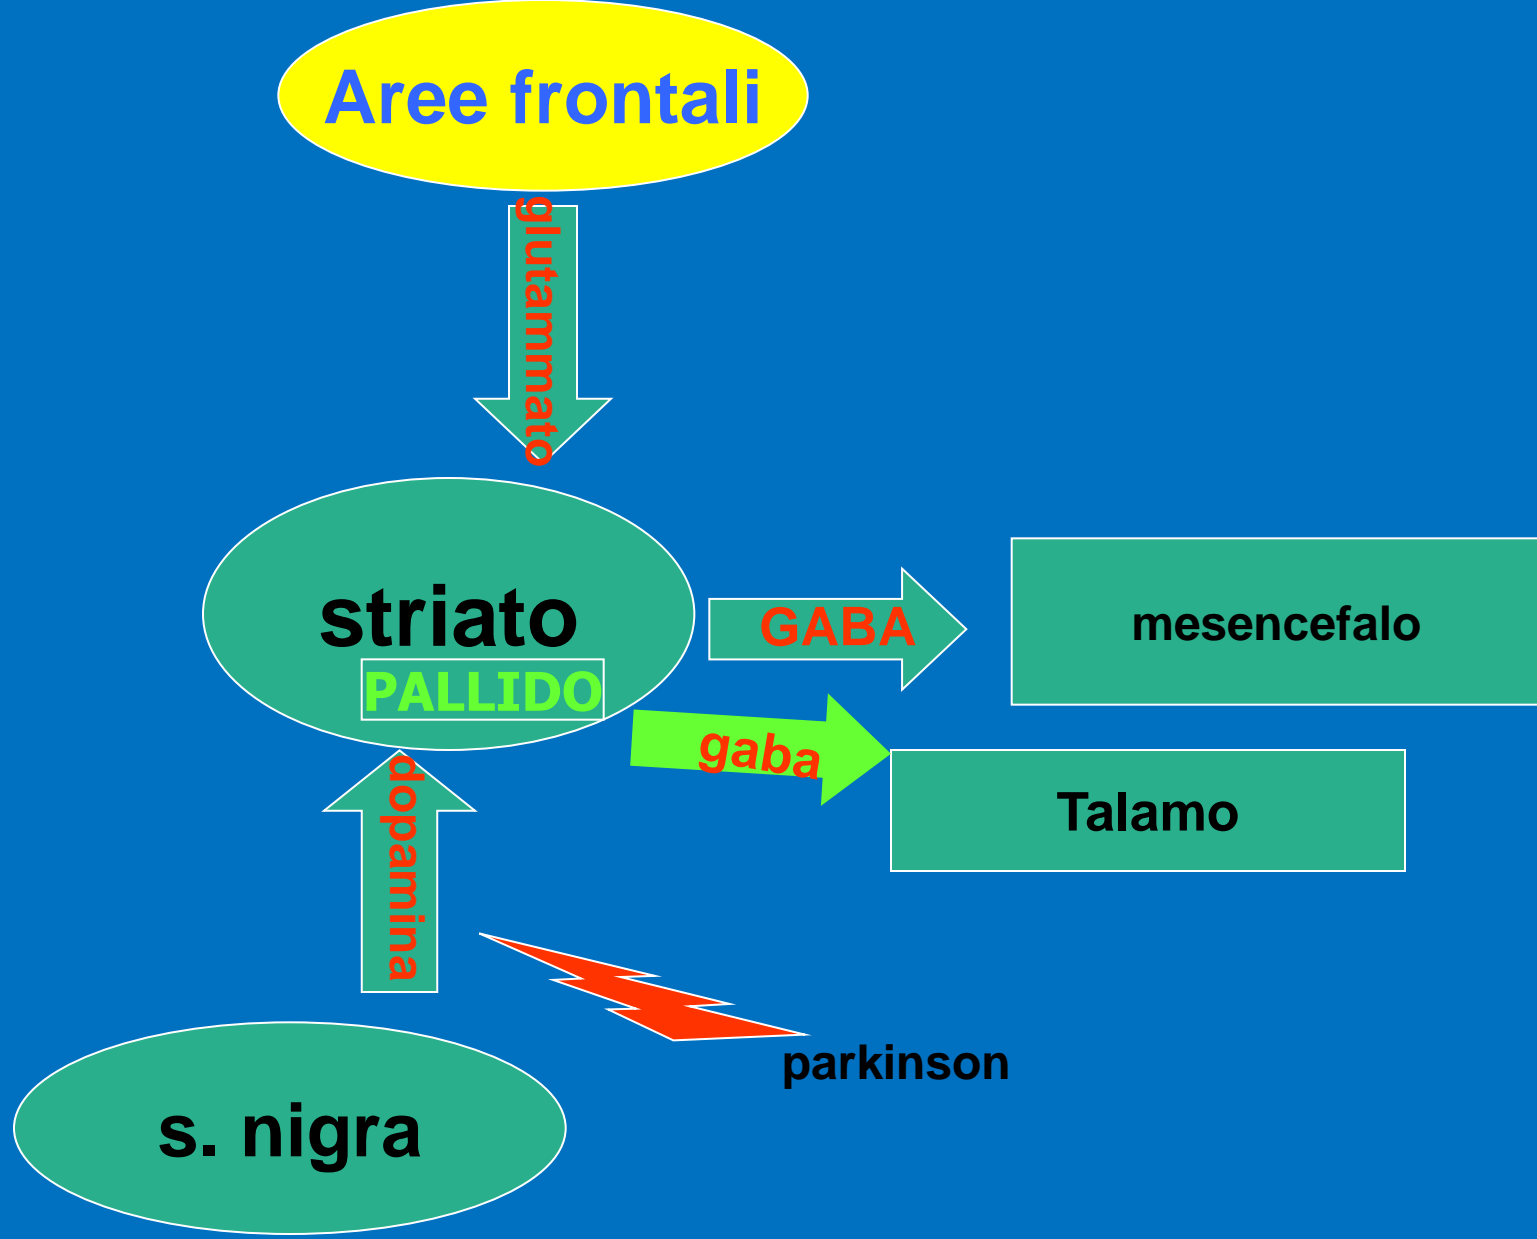 Aree frontali
glutammato
striato
PALLIDO
GABA
mesencefalo
gaba
Talamo
dopamina
parkinson
s. nigra